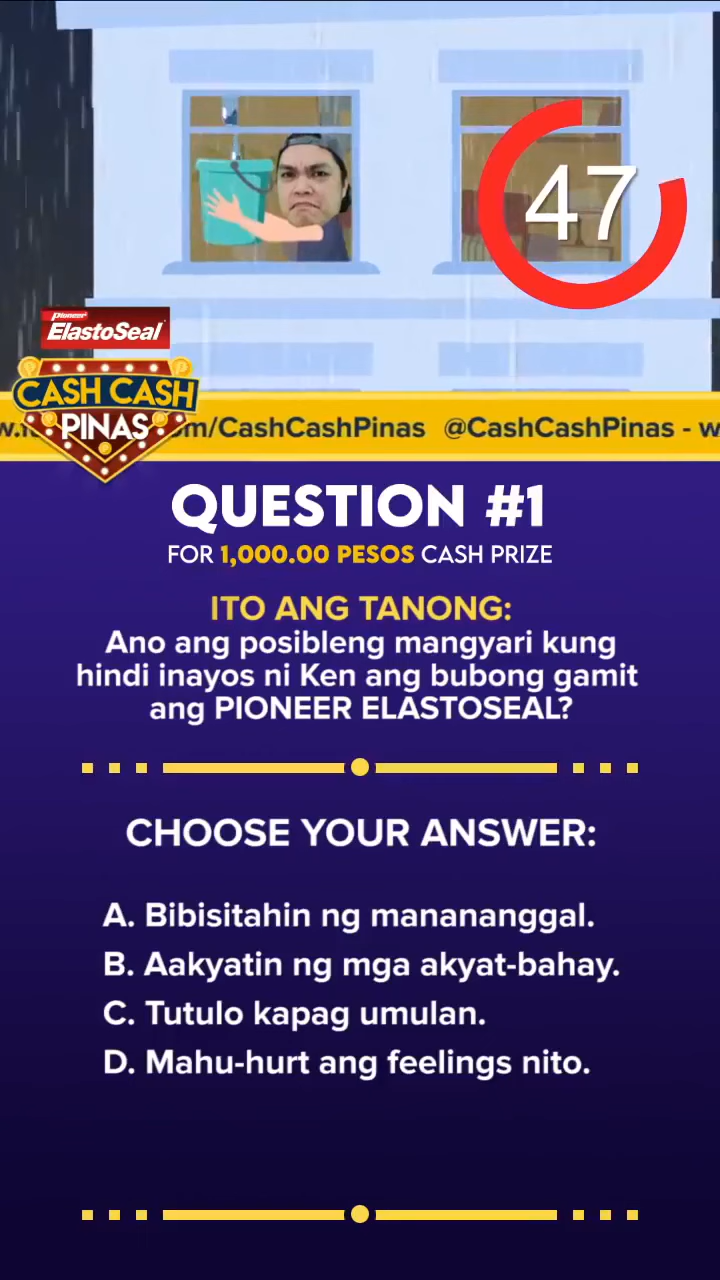 47
Pioneer
ElastoSeal
CASH CASH
PINAS
m/CashCashPinas @CashCashPinas - w
QUESTION #1
FOR 1,000.00 PESOS CASH PRIZE
ITO ANG TANONG:
Ano ang posibleng mangyari kung
hindi inayos ni Ken ang bubong gamit
ang PIONEER ELASTOSEAL?
CHOOSE YOUR ANSWER:
A. Bibisitahin ng manananggal.
B. Aakyatin ng mga akyat-bahay.
C. Tutulo kapag umulan.
D. Mahu-hurt ang feelings nito.